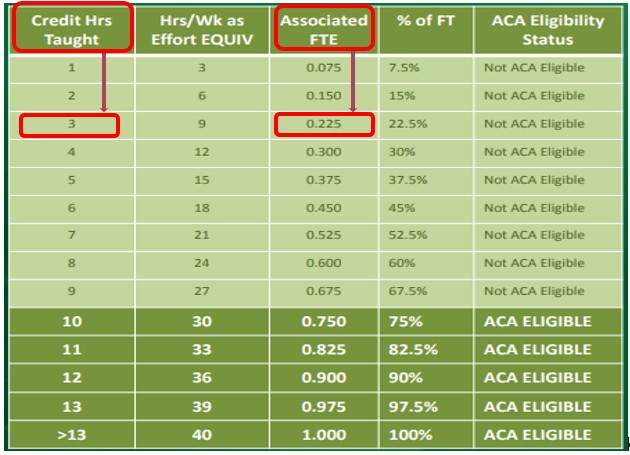 Credit Hrs Taught Hrs/Wk as Effort EQUIV Associated FTE % of FT ACA Eligibility Status
1 3 0.075 7.5% Not ACA Eligible
2 6 0.150 15% Not ACA Eligible
3 9 0.225 22.5% Not ACA Eligible
4 12 0.300 30% Not ACA Eligible
5 15 0.375 37.5% Not ACA Eligible
6 18 0.450 45% Not ACA Eligible
7 21 0.525 52.5% Not ACA Eligible
8 24 0.600 60% Not ACA Eligible
9 27 0.675 67.5% Not ACA Eligible
10 30 0.750 75% ACA ELIGIBLE
11 33 0.825 82.5% ACA ELIGIBLE
12 36 0.900 90% ACA ELIGIBLE
13 39 0.975 97.5% ACA ELIGIBLE
>13 40 1.000 100% ACA ELIGIBLE